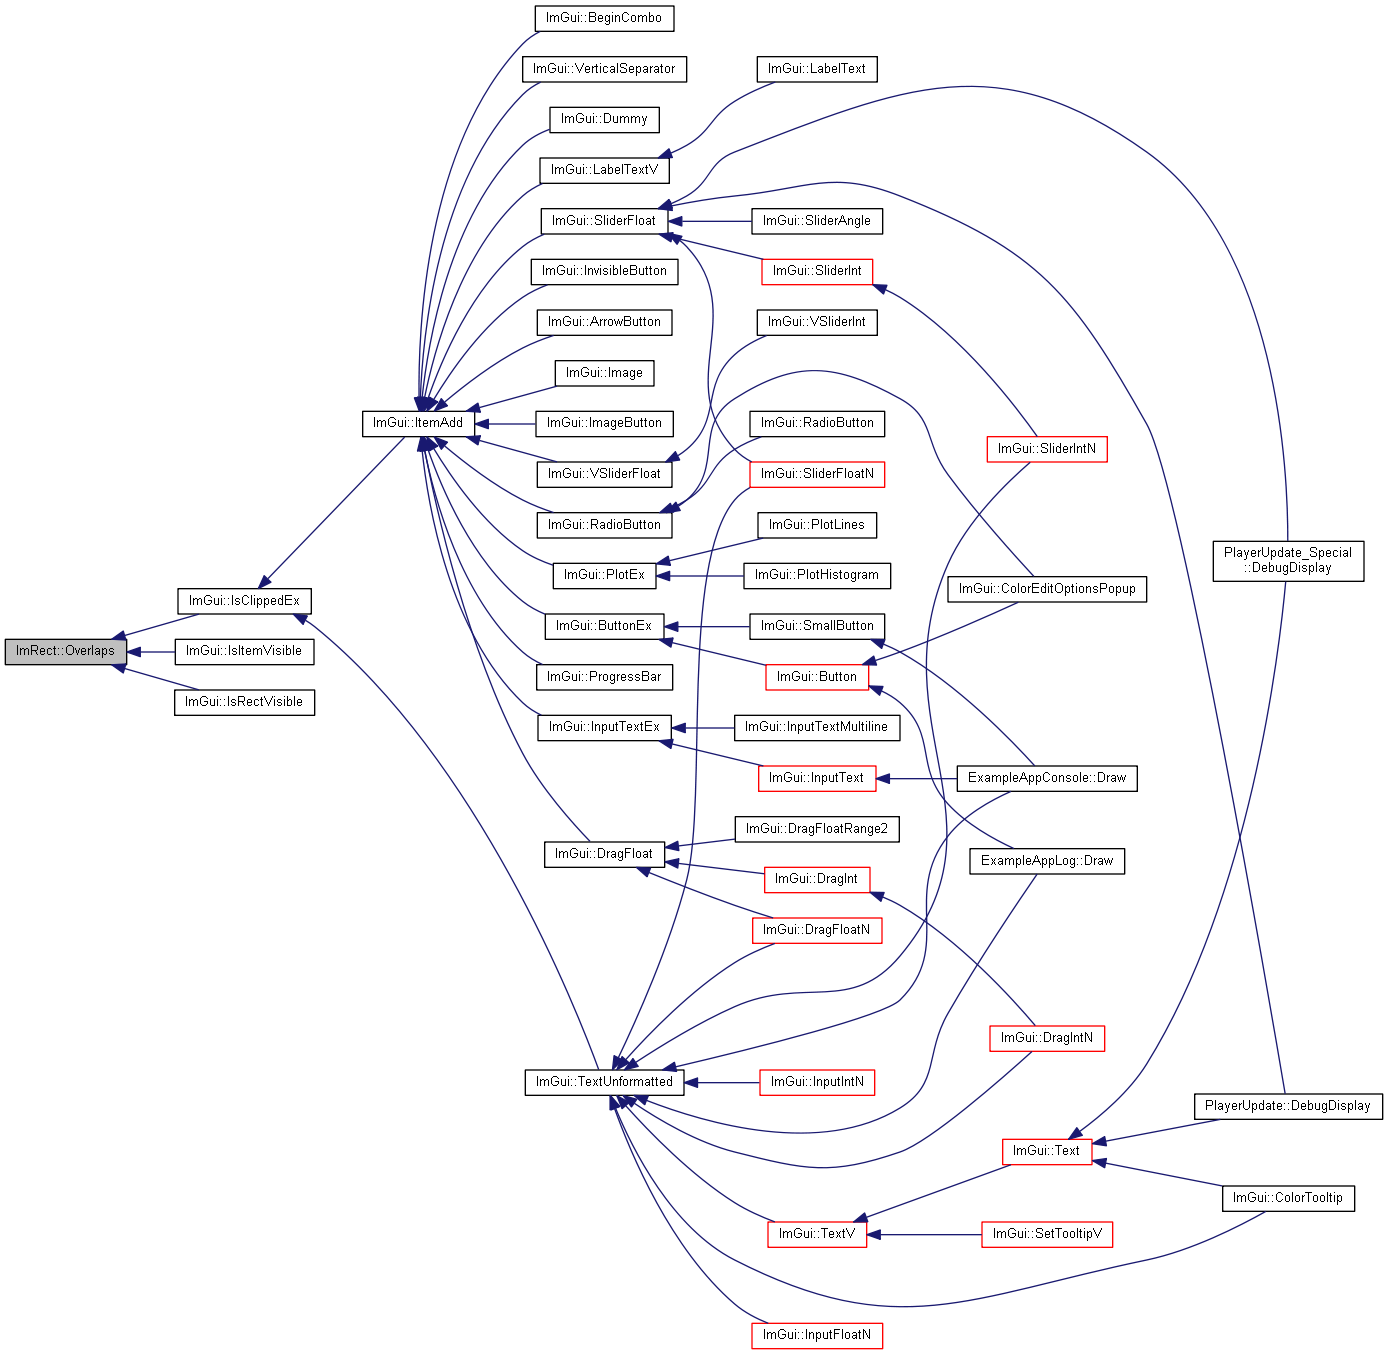 ImGui::BeginCombo
ImGui::VerticalSeparator
ImGui::LabelText
ImGui::Dummy
ImGui::LabelTextV
ImGui::SliderFloat
ImGui::SliderAngle
ImGui::InvisibleButton
ImGui::SliderInt
ImGui::ArrowButton
ImGui::VSliderInt
ImGui::Image
ImGui::ItemAdd
ImGui::ImageButton
ImGui::RadioButton
ImGui::SliderIntN
ImGui::VSliderFloat
ImGui::SliderFloatN
ImGui::RadioButton
ImGui::PlotLines
PlayerUpdate_Special
::DebugDisplay
ImGui::PlotEx
ImGui::PlotHistogram
ImGui::ColorEditOptionsPopup
ImGui::IsClippedEx
ImGui::ButtonEx
ImGui::SmallButton
ImRect::Overlaps
ImGui::IsItemVisible
ImGui::ProgressBar
ImGui::Button
ImGui::IsRectVisible
ImGui::InputTextEx
ImGui::InputTextMultiline
ImGui::InputText
ExampleAppConsole::Draw
ImGui::DragFloatRange2
ImGui::DragFloat
ExampleAppLog::Draw
ImGui::DragInt
ImGui::DragFloatN
ImGui::DragIntN
ImGui::TextUnformatted
ImGui::InputIntN
PlayerUpdate::DebugDisplay
ImGui::Text
ImGui::ColorTooltip
ImGui::TextV
ImGui::SetTooltipV
ImGui::InputFloatN